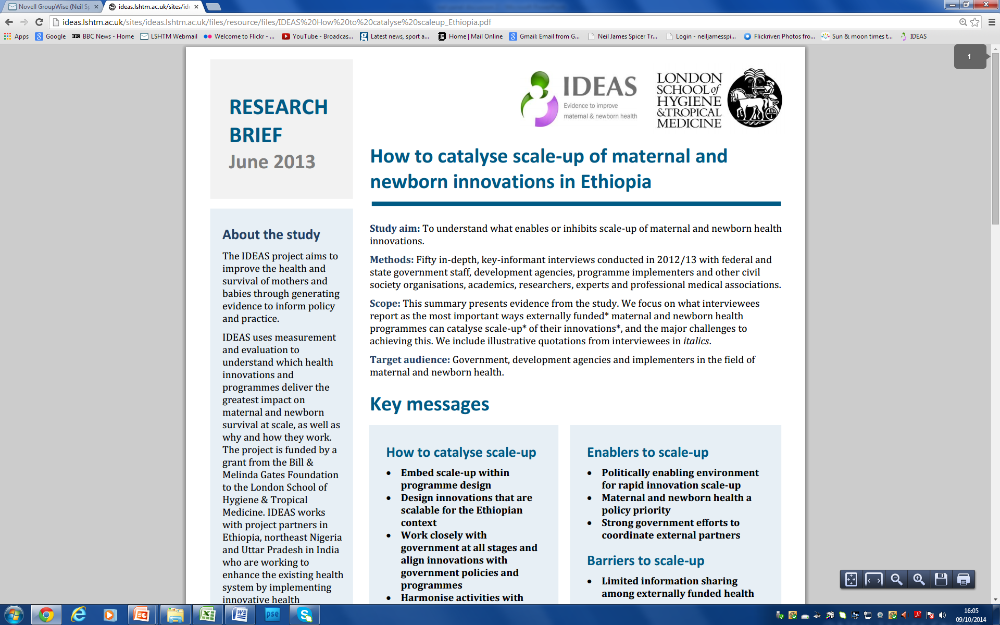 Novell GroupWise (Neil Sp
ideas.lshtm.ac.uk/sites/id
ideas.lshtm.ac.uk/sites/ideas.lshtm.ac.uk/files/resource/files/IDEAS%20How%20to%20catalyse%20scaleup_Ethiopia.pdf
Apps Google BBC News - Home LSHTM Webmail Welcome to Flickr - ... YouTube - Broadcas... Latest news, sport a... Home | Mail Online Gmail: Email from G... Neil James Spicer Tr... Login - neiljamesspi... Flickriver: Photos fro... Sun & moon times t... IDEAS
1
RESEARCH
BRIEF
June 2013
IDEAS
Evidence to improve
maternal & newborn health
LONDON
SCHOOL of
HYGIENE
&TROPICAL
MEDICINE
How to catalyse scale-up of maternal and
newborn innovations in Ethiopia
About the study
The IDEAS project aims to
improve the health and
survival of mothers and
babies through generating
evidence to inform policy
and practice.
IDEAS uses measurement
and evaluation to
understand which health
innovations and
programmes deliver the
greatest impact on
maternal and newborn
survival at scale, as well as
why and how they work.
The project is funded by a
grant from the Bill &
Melinda Gates Foundation
to the London School of
Hygiene & Tropical
Medicine. IDEAS works
with project partners in
Ethiopia, northeast Nigeria
and Uttar Pradesh in India
who are working to
enhance the existing health
system by implementing
innovative health
Study aim: To understand what enables or inhibits scale-up of maternal and newborn health
innovations.
Methods: Fifty in-depth, key-informant interviews conducted in 2012/13 with federal and
state government staff, development agencies, programme implementers and other civil
society organisations, academics, researchers, experts and professional medical associations.
Scope: This summary presents evidence from the study. We focus on what interviewees
report as the most important ways externally funded* maternal and newborn health
programmes can catalyse scale-up* of their innovations*, and the major challenges to
achieving this. We include illustrative quotations from interviewees in italics.
Target audience: Government, development agencies and implementers in the field of
maternal and newborn health.
Key messages
How to catalyse scale-up
• Embed scale-up within
programme design
• Design innovations that are
scalable for the Ethiopian
context
• Work closely with
government at all stages and
align innovations with
government policies and
programmes
• Harmonise activities with
Enablers to scale-up
• Politically enabling environment
for rapid innovation scale-up
• Maternal and newborn health a
policy priority
• Strong government efforts to
coordinate external partners
Barriers to scale-up
• Limited information sharing
among externally funded health
pse
16:05
09/10/2014